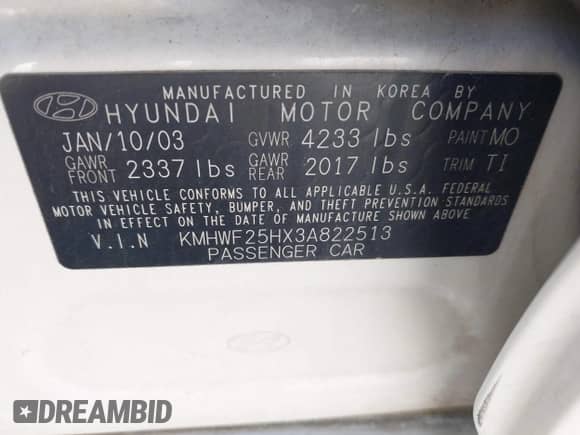 MANUFACTURED IN KOREA BY
HYUNDAI MOTOR COMPANY
JAN/10/03 GVWR 4233 lbs PAINT MO
GAWR FRONT 2337 lbs GAWR REAR 2017 lbs TRIM TI
THIS VEHICLE CONFORMS TO ALL APPLICABLE U.S.A. FEDERAL
MOTOR VEHICLE SAFETY, BUMPER, AND THEFT PREVENTION STANDARDS
IN EFFECT ON THE DATE OF MANUFACTURE SHOWN ABOVE
V.I.N KMHWF25HX3A822513
PASSENGER CAR
DREAMBID